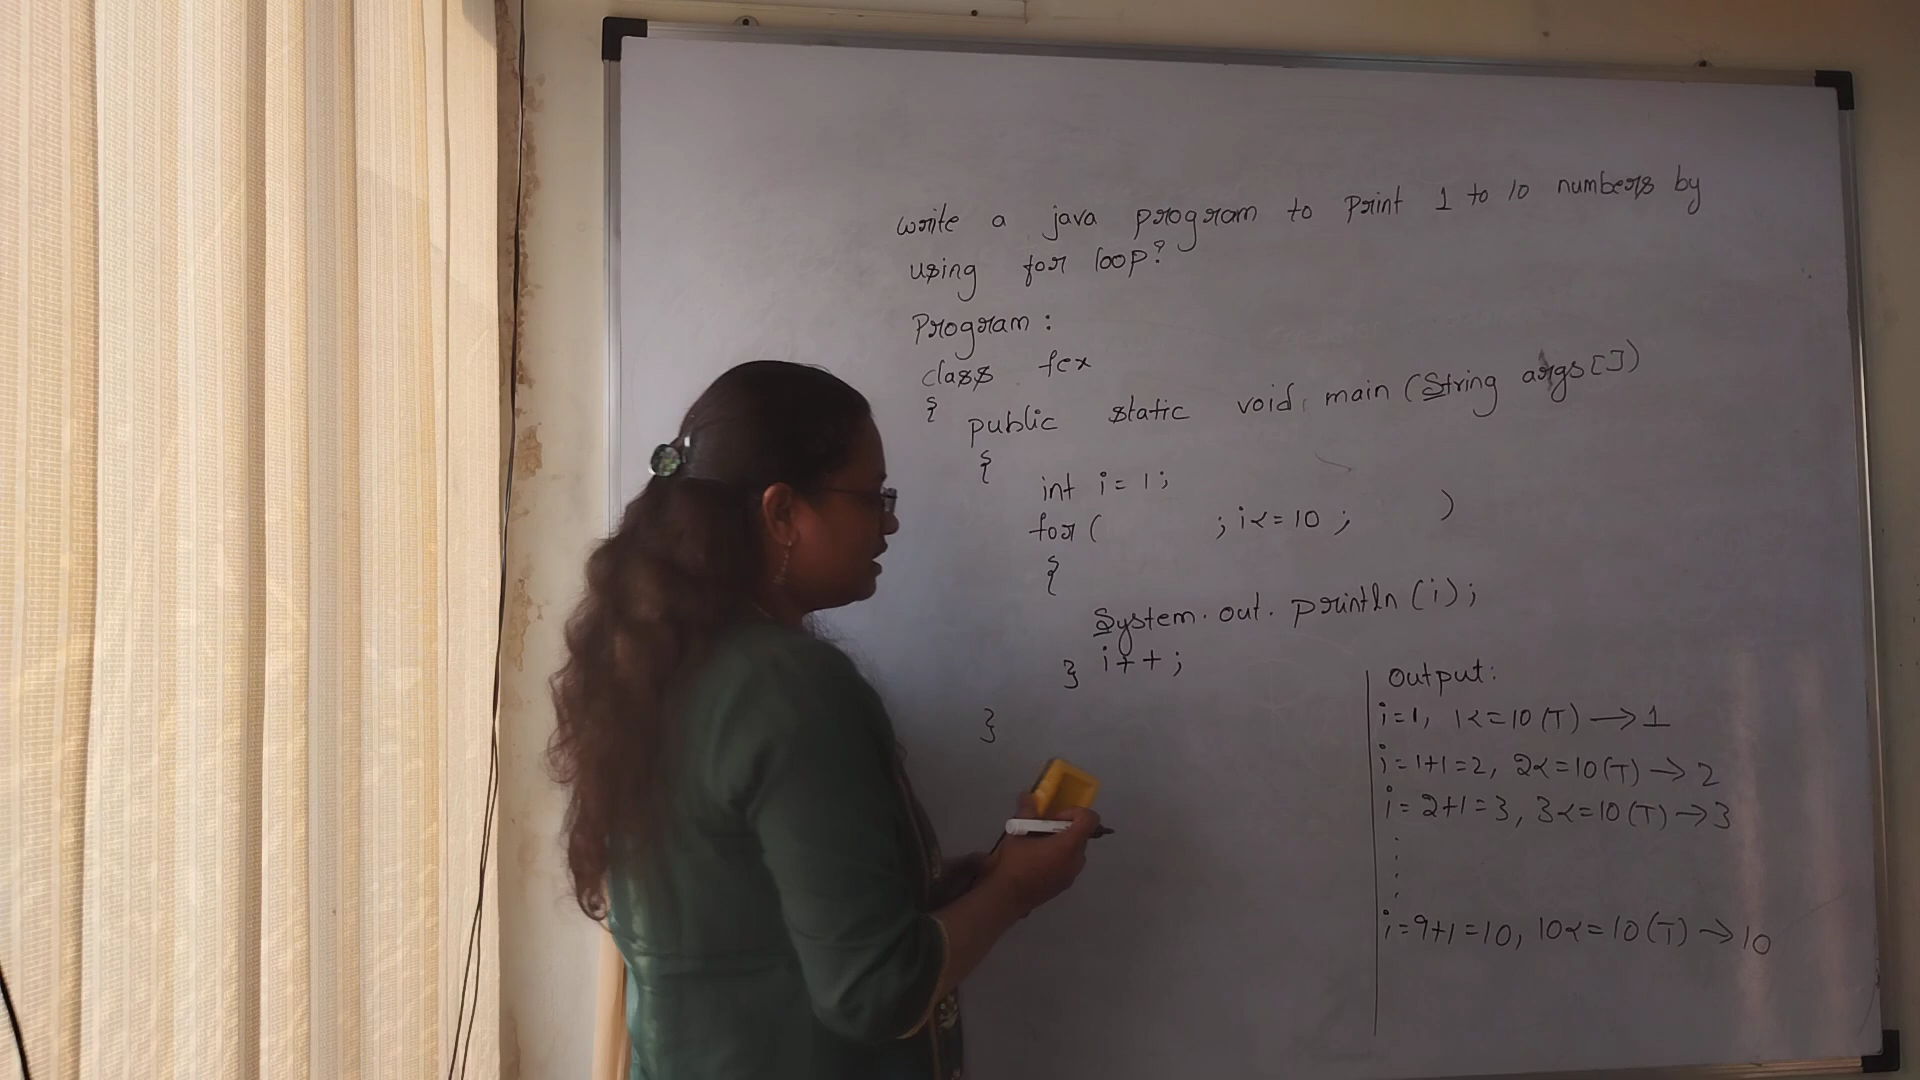 write a java program to print 1 to 10 numbers by
using for loop?
Program:
class fex
{
public static void main (String args[])
{
int i=1;
for (          ; i<=10 ;          )
{
System.out.println(i);
i++;
}
}
Output:
i=1, 1<=10(T) →1
i=1+1=2, 2<=10(T) →2
i=2+1=3, 3<=10(T) →3
.
.
.
.
i=9+1=10, 10<=10(T) →10